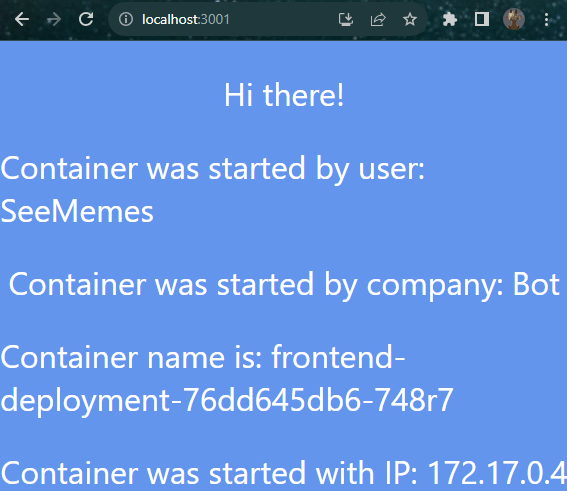 localhost:3001
Hi there!
Container was started by user:
SeeMemes
Container was started by company: Bot
Container name is: frontend-
deployment-76dd645db6-748r7
Container was started with IP: 172.17.0.4